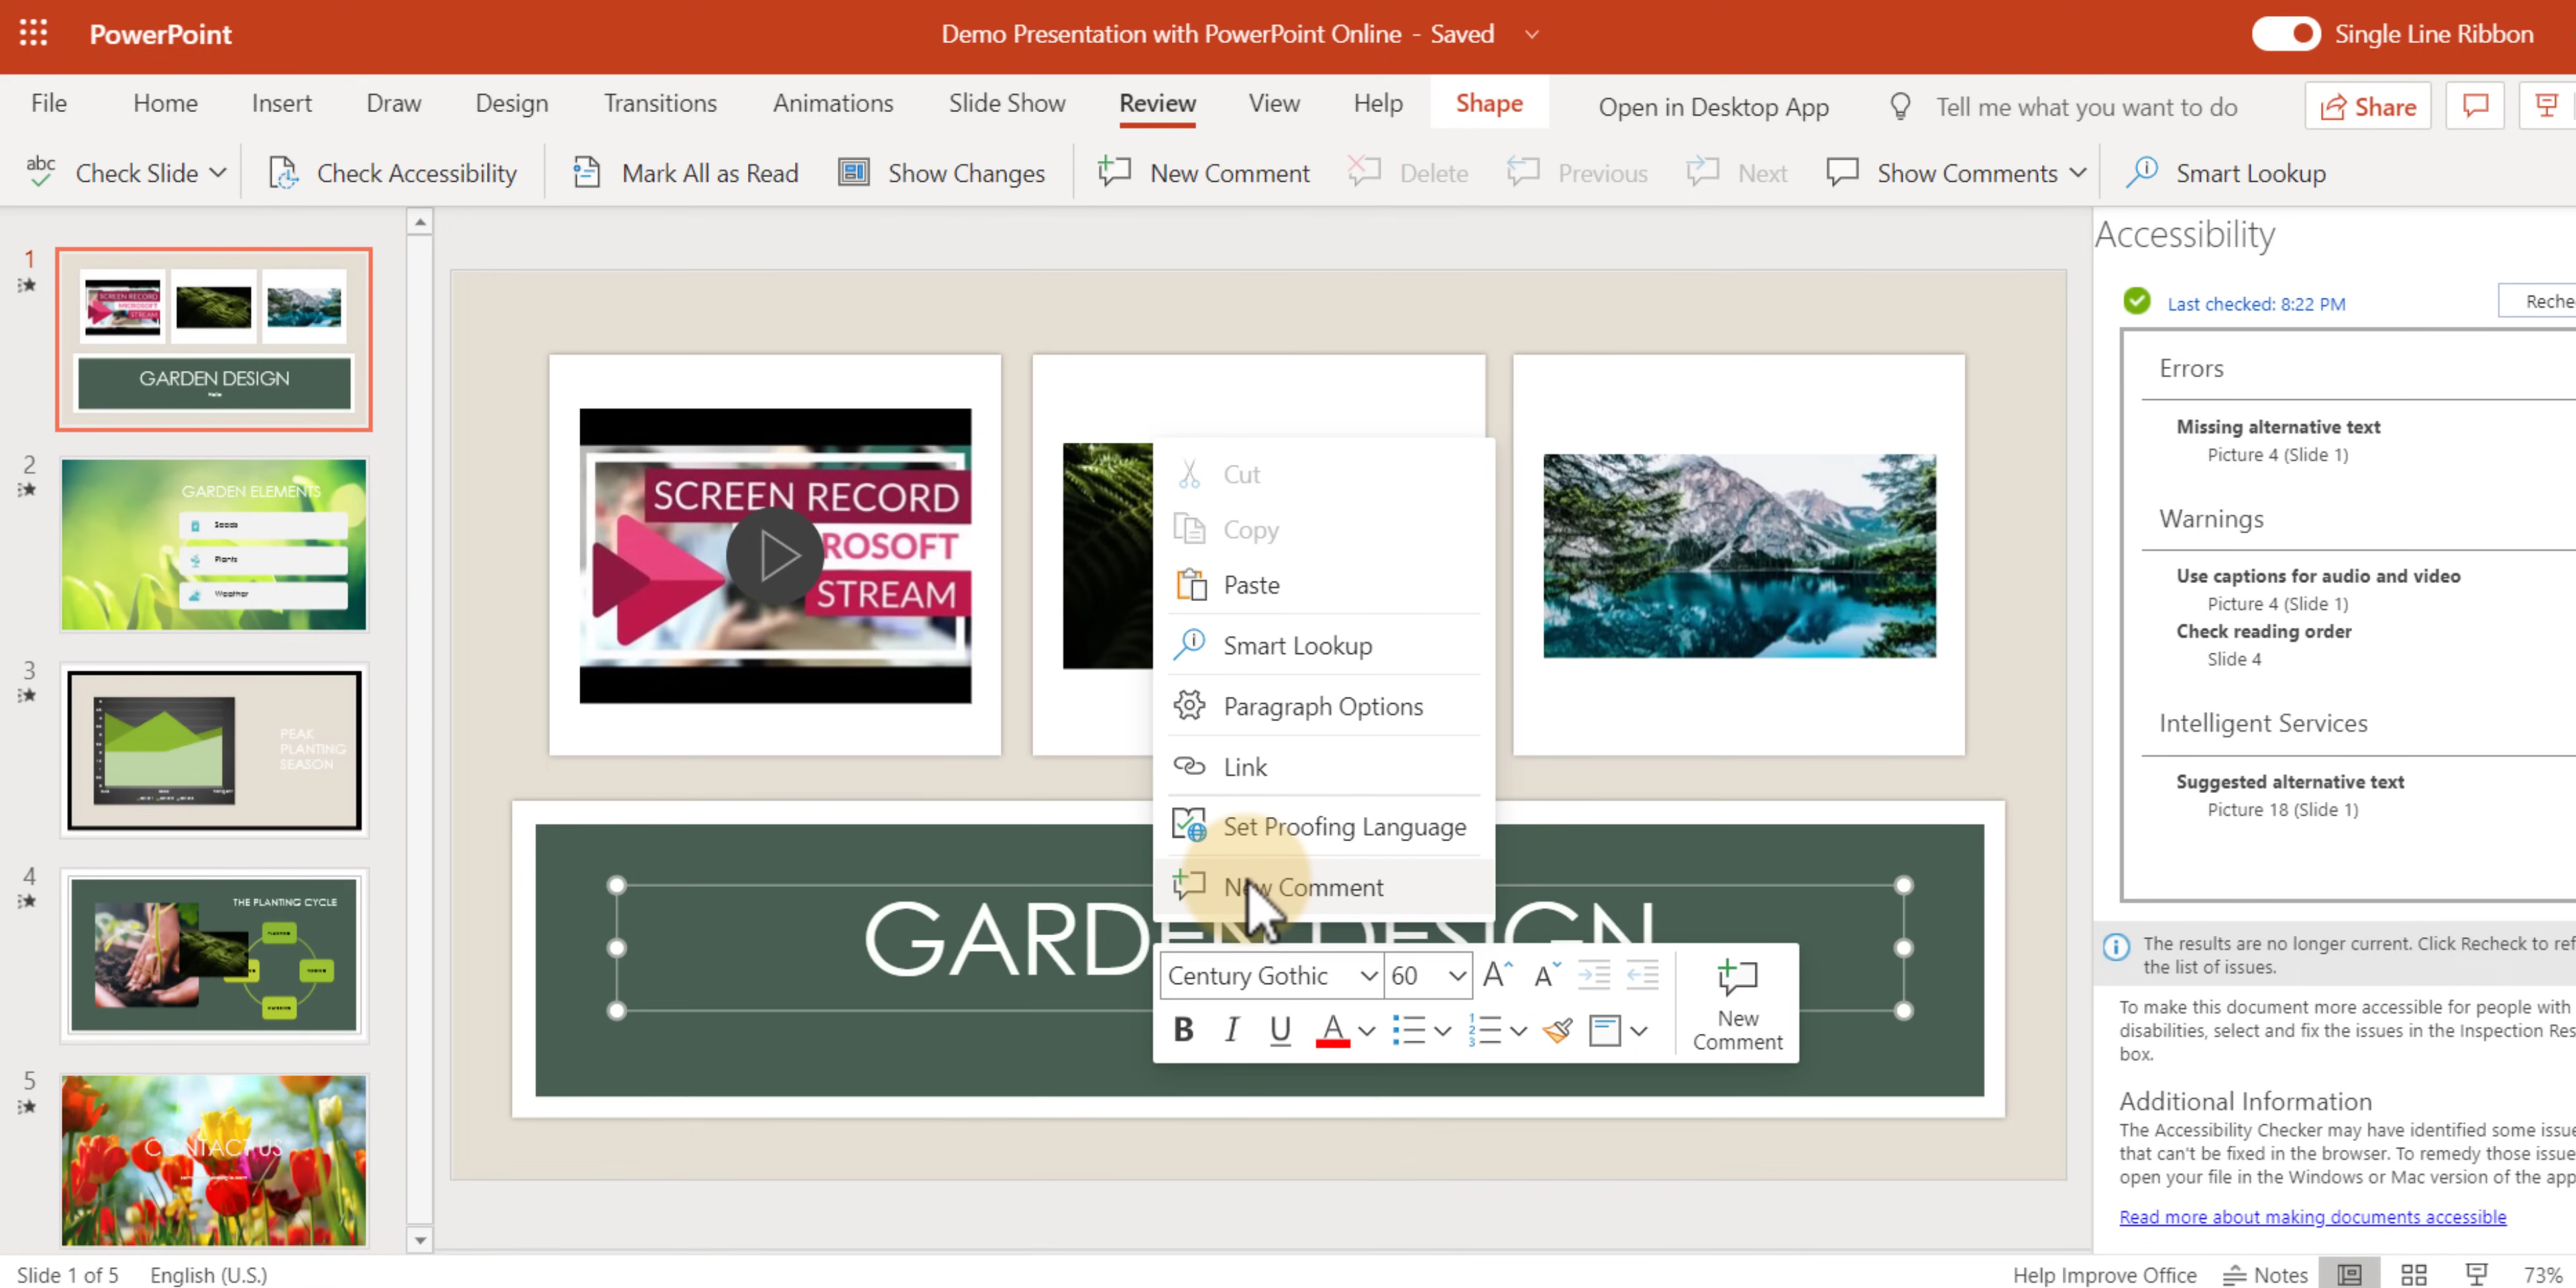 PowerPoint
Demo Presentation with PowerPoint Online - Saved
Single Line Ribbon
File Home Insert Draw Design Transitions Animations Slide Show Review View Help Shape Open in Desktop App Tell me what you want to do Share
abc Check Slide Check Accessibility Mark All as Read Show Changes New Comment Delete Previous Next Show Comments Smart Lookup
1
SCREEN RECORD
MICROSOFT
STREAM
GARDEN DESIGN
2
GARDEN ELEMENTS
Seeds
Plants
Weather
3
PEAK
PLANTING
SEASON
4
THE PLANTING CYCLE
5
CONTACT US
SCREEN RECORD
ROSOFT
STREAM
GARDEN DESIGN
Cut
Copy
Paste
Smart Lookup
Paragraph Options
Link
Set Proofing Language
New Comment
Century Gothic 60 A A
B I U A
1
2
3
New
Comment
Accessibility
Last checked: 8:22 PM
Reche
Errors
Missing alternative text
Picture 4 (Slide 1)
Warnings
Use captions for audio and video
Picture 4 (Slide 1)
Check reading order
Slide 4
Intelligent Services
Suggested alternative text
Picture 18 (Slide 1)
The results are no longer current. Click Recheck to ref
the list of issues.
To make this document more accessible for people with
disabilities, select and fix the issues in the Inspection Res
box.
Additional Information
The Accessibility Checker may have identified some issue
that can't be fixed in the browser. To remedy those issue
open your file in the Windows or Mac version of the app
Read more about making documents accessible
Slide 1 of 5 English (U.S.) Help Improve Office Notes 73%